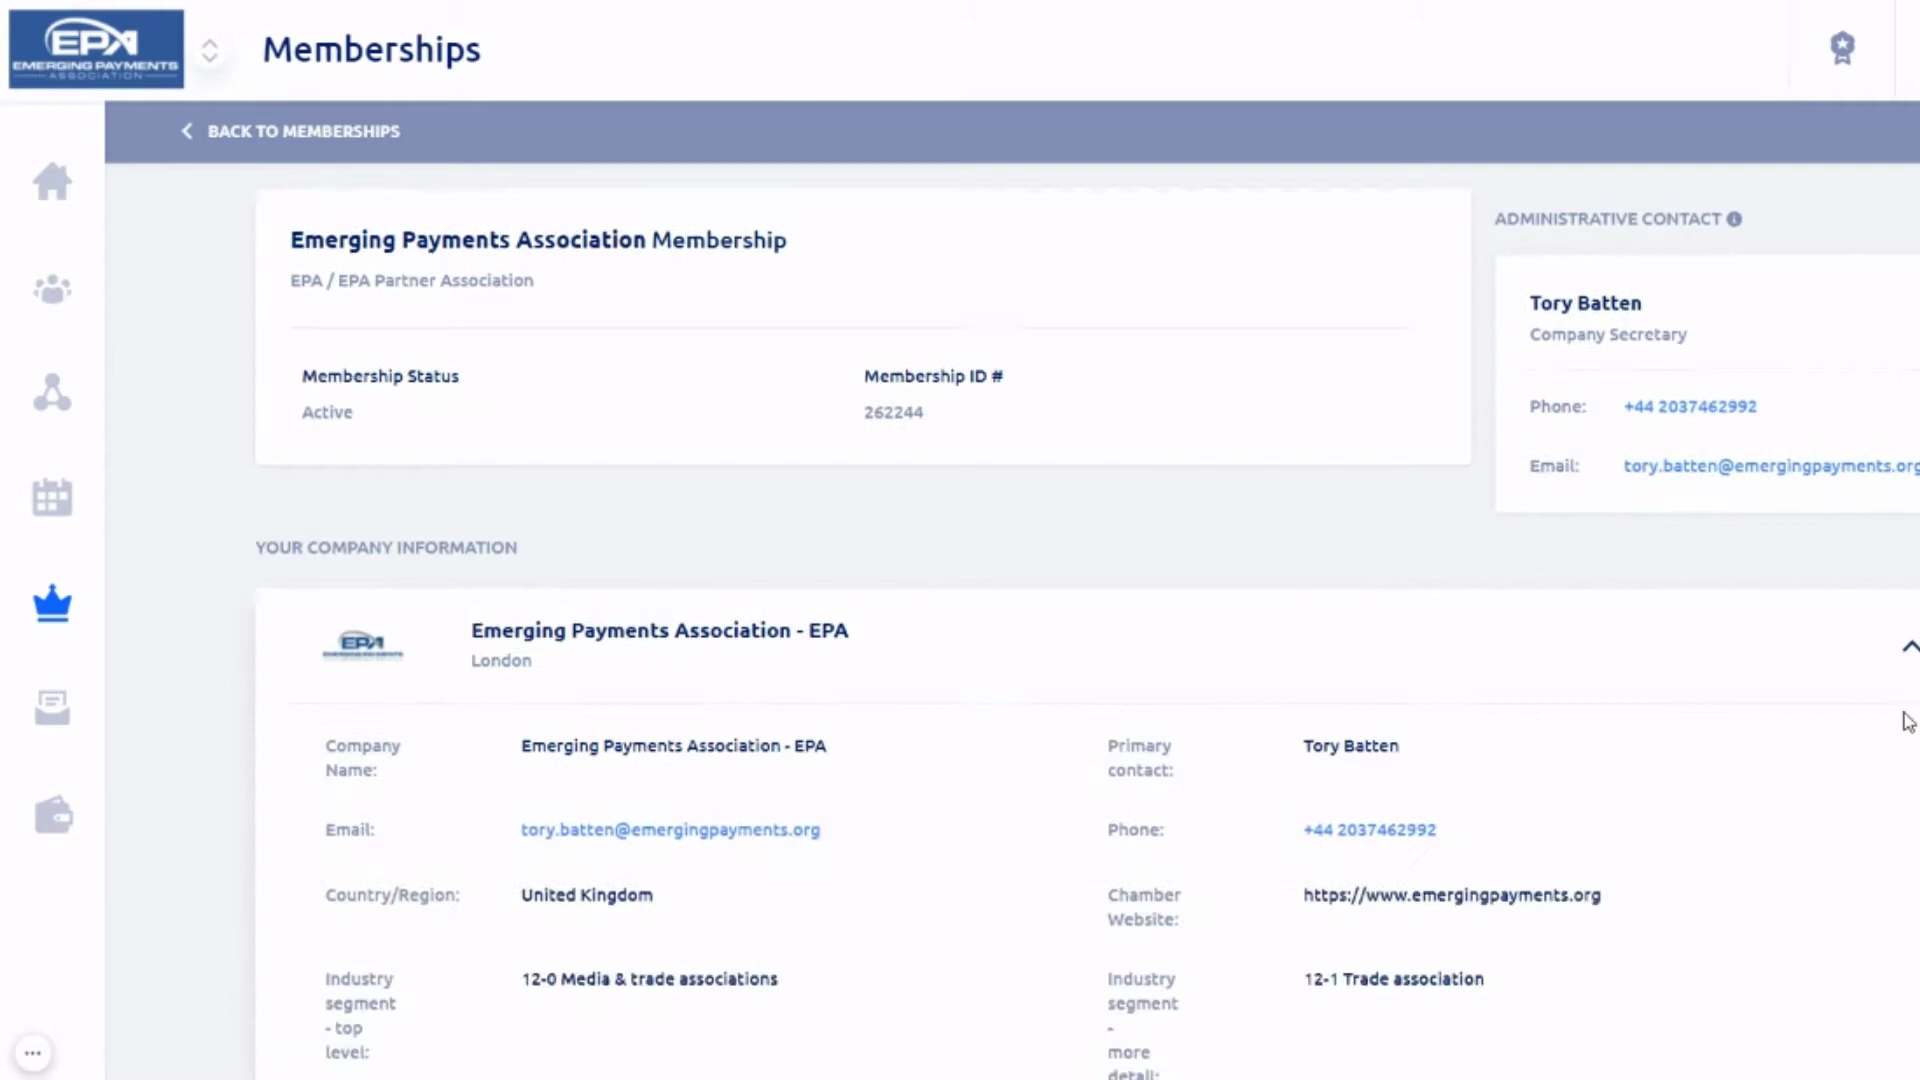 EPA
EMERGING PAYMENTS
ASSOCIATION
Memberships
BACK TO MEMBERSHIPS
Emerging Payments Association Membership
EPA / EPA Partner Association
Membership Status
Membership ID #
Active
262244
ADMINISTRATIVE CONTACT
Tory Batten
Company Secretary
Phone: +44 2037462992
Email: tory.batten@emergingpayments.org
YOUR COMPANY INFORMATION
EPA
EMERGING PAYMENTS
Emerging Payments Association - EPA
London
Company
Name:
Emerging Payments Association - EPA
Primary
contact:
Tory Batten
Email:
tory.batten@emergingpayments.org
Phone:
+44 2037462992
Country/Region:
United Kingdom
Chamber
Website:
https://www.emergingpayments.org
Industry
segment
- top
level:
12-0 Media & trade associations
Industry
segment
-
more
detail:
12-1 Trade association